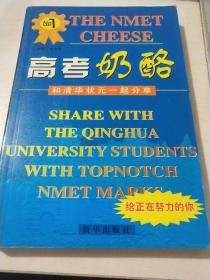 THE NMET
CHEESE
高考奶酪
和清华状元一起分享
SHARE WITH
THE QINGHUA
UNIVERSITY STUDENTS
WITH TOPNOTCH
NMET MARKS
给正在努力的你
新华出版社